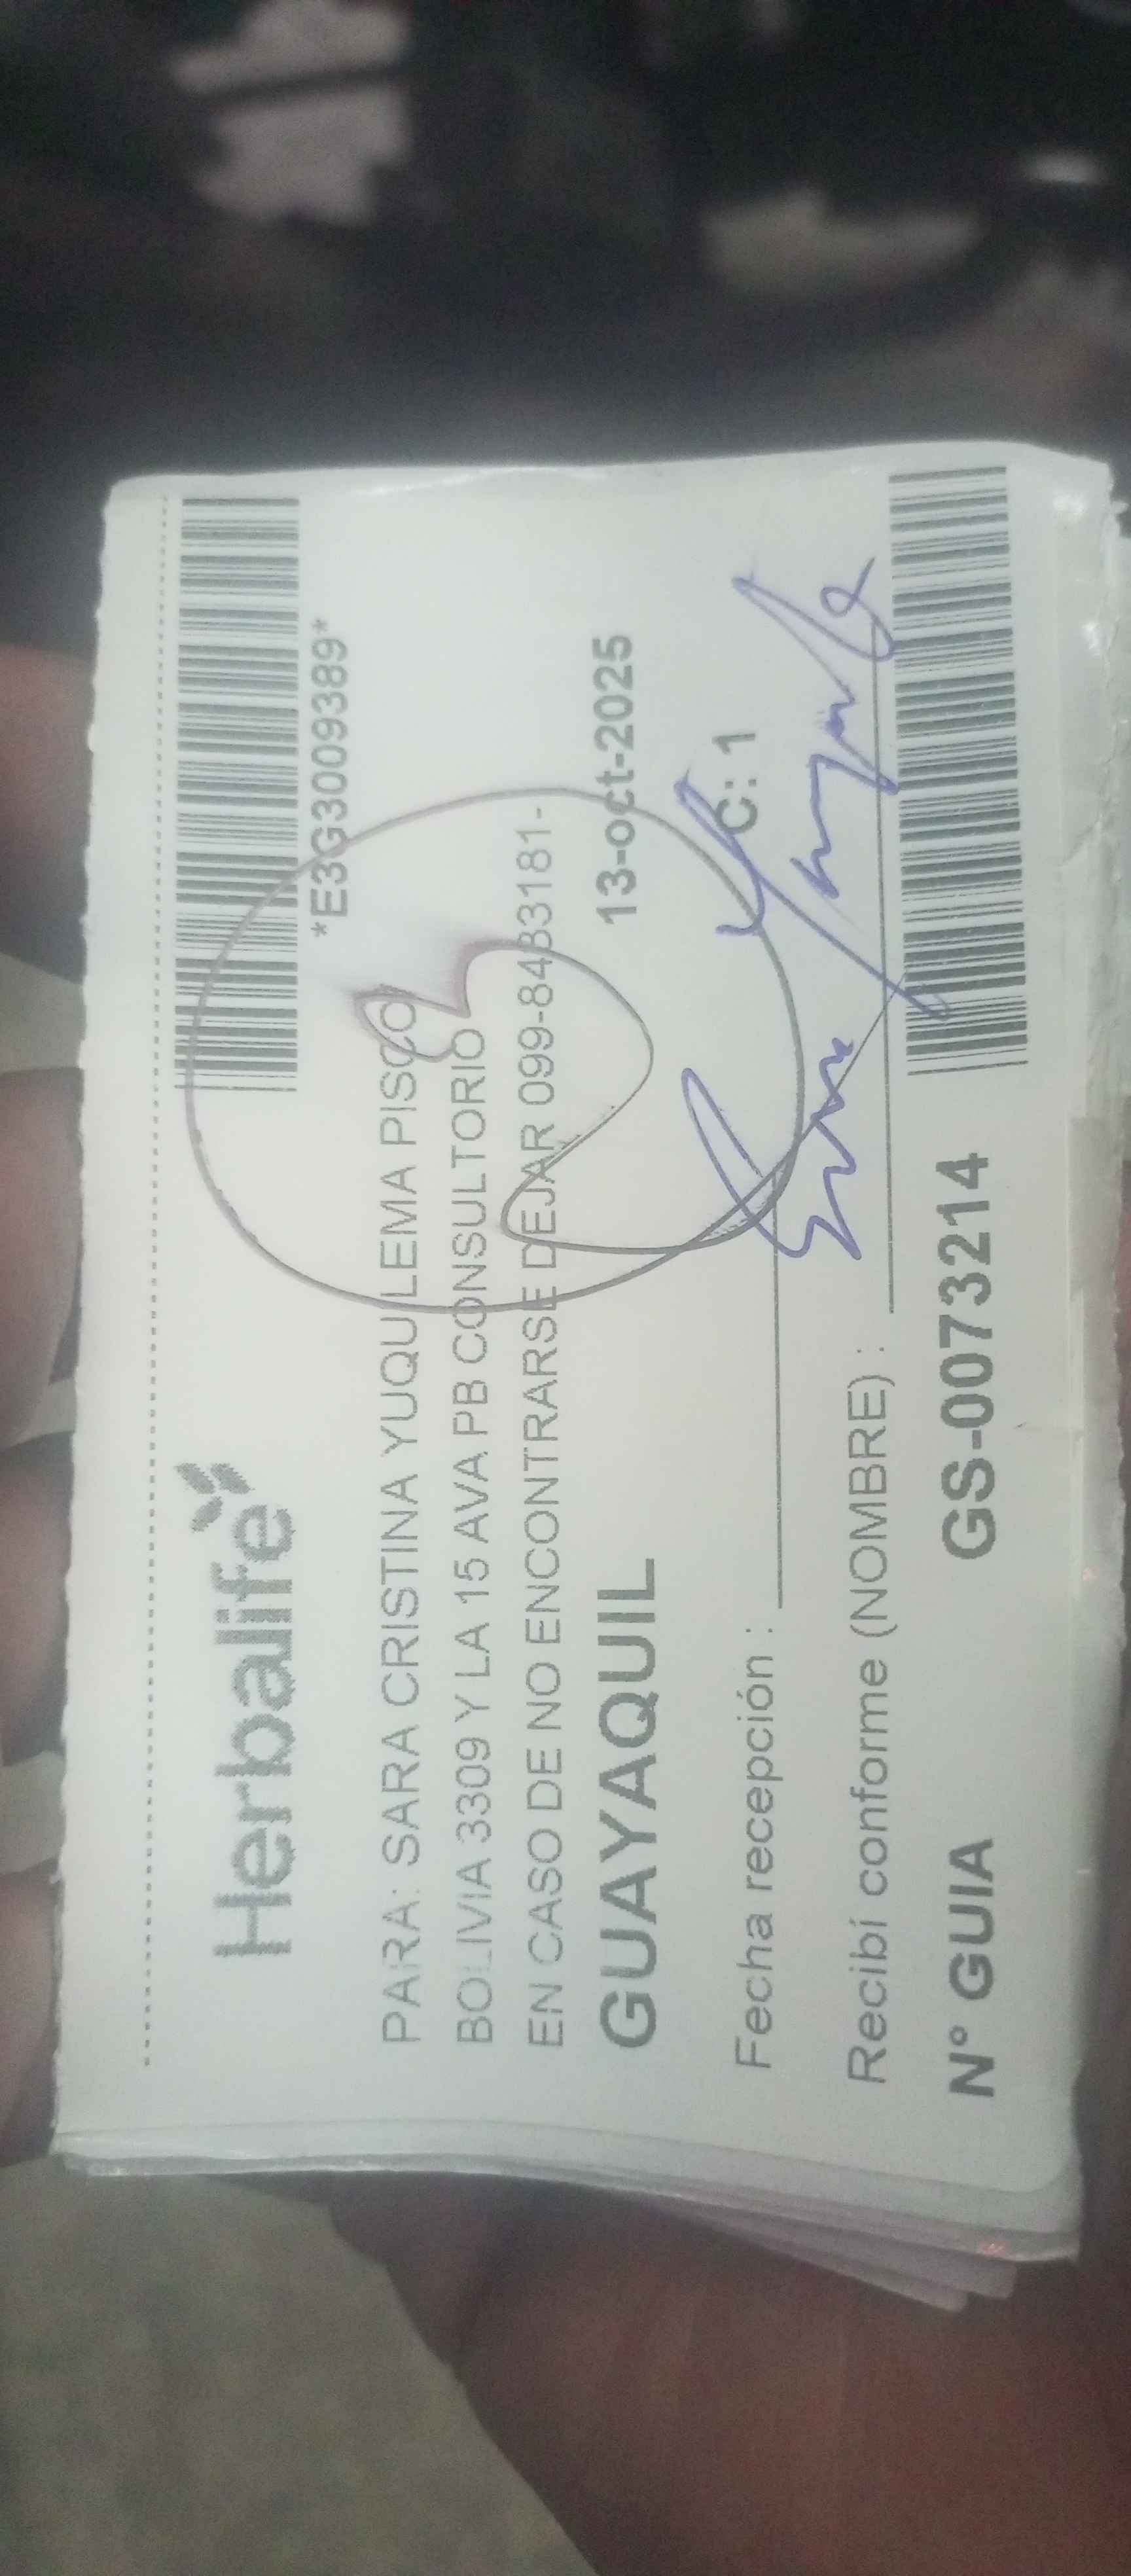 Herbalife
*E3G3009389*
PARA: SARA CRISTINA YUQUILEMA PISCO
BOLIVIA 3309 Y LA 15 AVA PB CONSULTORIO
EN CASO DE NO ENCONTRARSE DEJAR 099-8483181-
GUAYAQUIL 13-oct-2025
Fecha recepción : C: 1
Recibí conforme (NOMBRE) :
N° GUIA GS-0073214